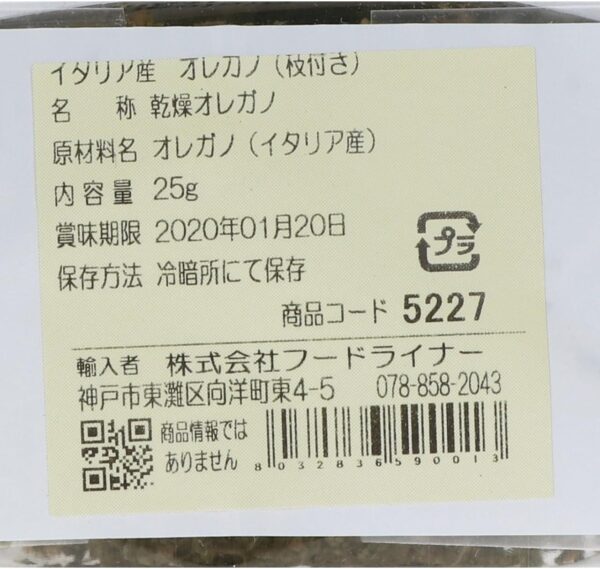 イタリア産　オレガノ（枝付き）
名　称 乾燥オレガノ
原材料名 オレガノ（イタリア産）
内容量 25g
賞味期限 2020年01月20日
プラ
保存方法 冷暗所にて保存
商品コード 5227
輸入者　株式会社フードライナー
神戸市東灘区向洋町東4-5　078-858-2043
商品情報では
ありません
8032836590013